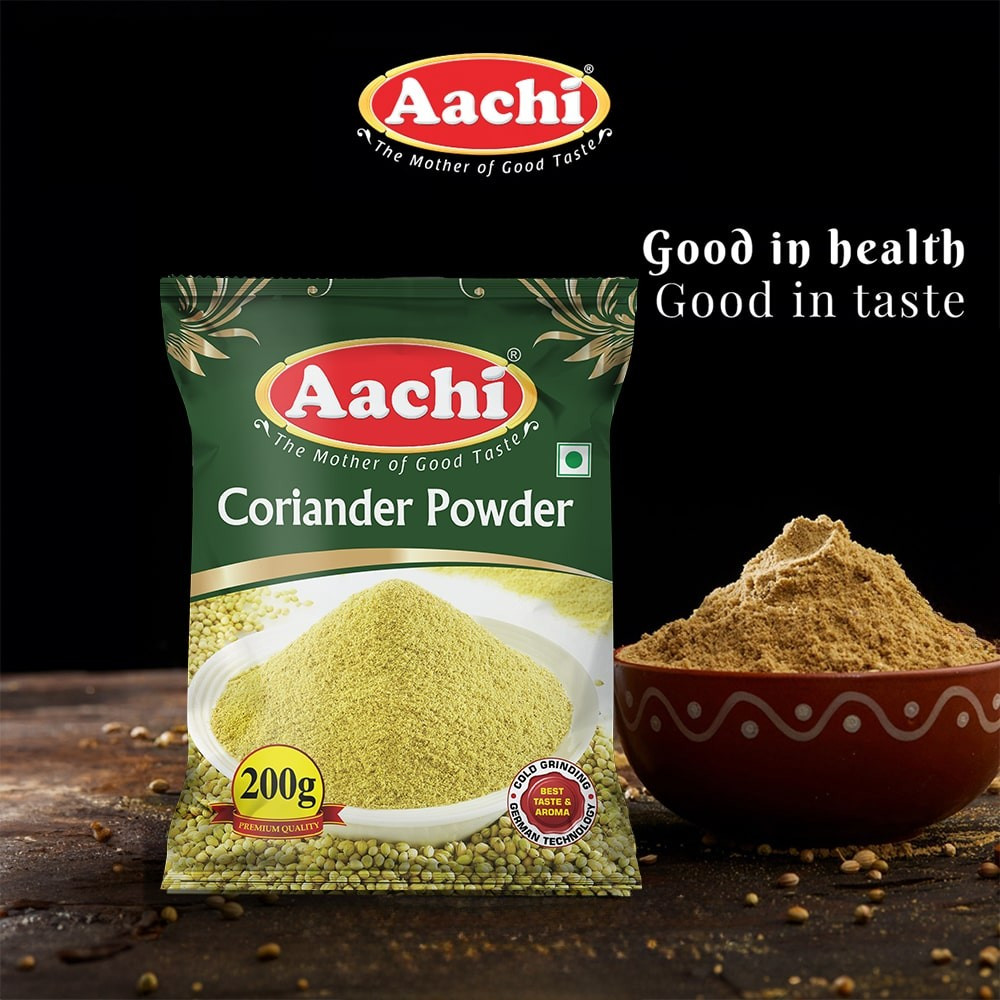 Aachi®
The Mother of Good Taste
Good in health
Good in taste
Aachi®
The Mother of Good Taste
Coriander Powder
200g
PREMIUM QUALITY
COLD GRINDING
BEST
TASTE &
AROMA
GERMAN TECHNOLOGY